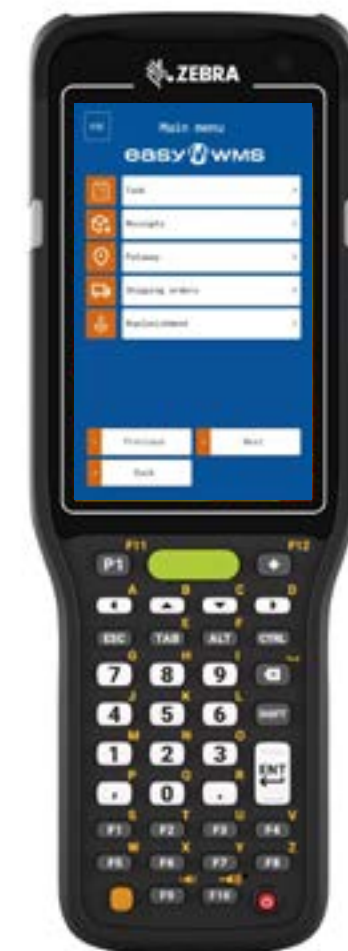 ZEBRA
Main menu
easy WMS
Task
Receipts
Putaway
Shipping orders
Replenishment
Previous
Next
Back
F11
F12
P1
A
B
C
D
E
F
ESC
TAB
ALT
CTRL
G
H
I
7
8
9
J
K
L
4
5
6
SHIFT
M
N
O
1
2
3
ENT
P
Q
R
,
0
.
S
T
U
V
F1
F2
F3
F4
W
X
Y
Z
F5
F6
F7
F8
F9
F10